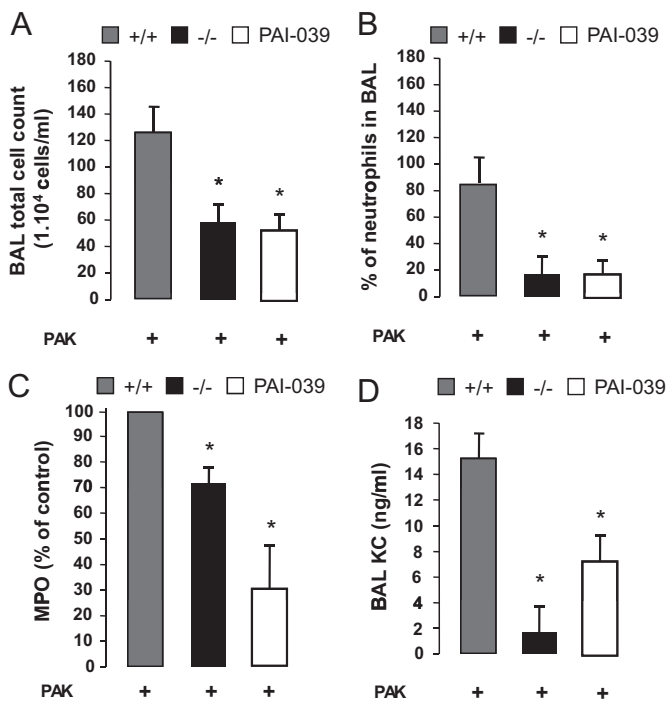 A
+/+ -/- PAI-039
BAL total cell count
(1.10⁴ cells/ml)
180
160
140
120
100
80
60
40
20
0
*
*
PAK + + +
B
+/+ -/- PAI-039
% of neutrophils in BAL
180
160
140
120
100
80
60
40
20
0
*
*
+ + +
C
+/+ -/- PAI-039
MPO (% of control)
100
90
80
70
60
50
40
30
20
10
0
*
*
PAK + + +
D
+/+ -/- PAI-039
BAL KC (ng/ml)
18
16
14
12
10
8
6
4
2
0
*
*
PAK + + +